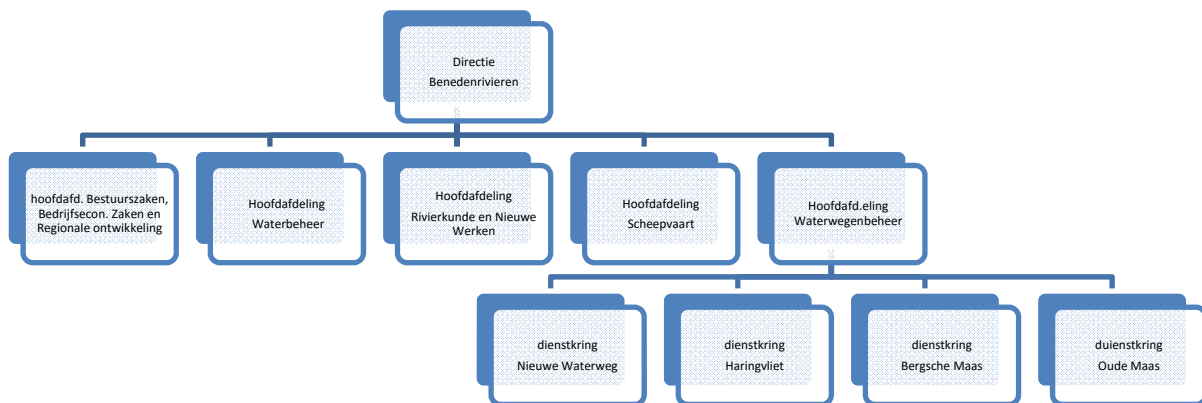 Directie
Benedenrivieren
hoofdafd. Bestuurszaken,
Bedrijfsecon. Zaken en
Regionale ontwikkeling
Hoofdafdeling
Waterbeheer
Hoofdafdeling
Rivierkunde en Nieuwe
Werken
Hoofdafdeling
Scheepvaart
Hoofdafd.eling
Waterwegenbeheer
dienstkring
Nieuwe Waterweg
dienstkring
Haringvliet
dienstkring
Bergsche Maas
duienstkring
Oude Maas